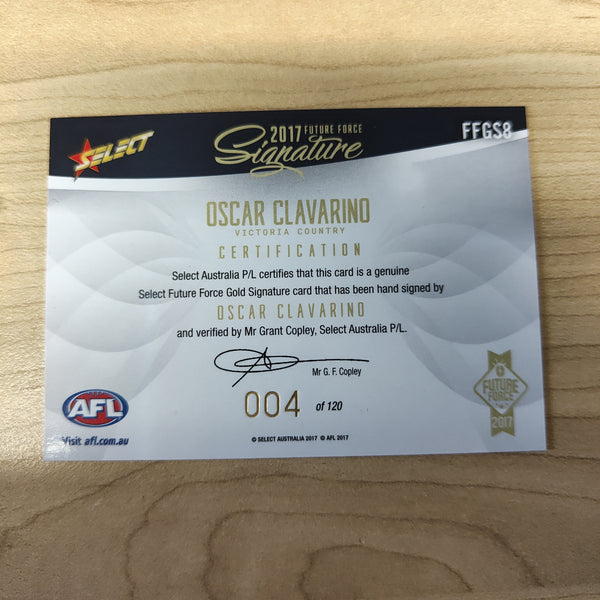 SELECT
2017 FUTURE FORCE
Signature
FFGS8
OSCAR CLAVARINO
VICTORIA COUNTRY
CERTIFICATION
Select Australia P/L certifies that this card is a genuine
Select Future Force Gold Signature card that has been hand signed by
OSCAR CLAVARINO
and verified by Mr Grant Copley, Select Australia P/L.
Mr G. F. Copley
004 of 120
AFL
Visit afl.com.au
FUTURE
FORCE
2017
© SELECT AUSTRALIA 2017 © AFL 2017